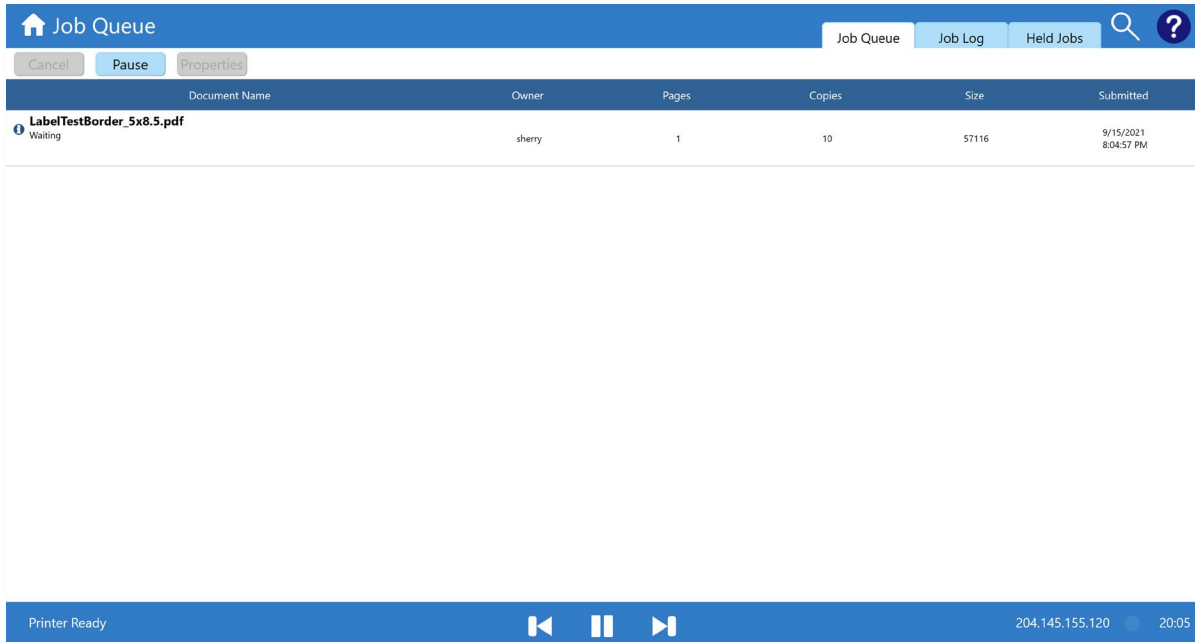 Job Queue
Job Queue Job Log Held Jobs ?
Cancel Pause Properties
Document Name Owner Pages Copies Size Submitted
LabelTestBorder_5x8.5.pdf
Waiting
sherry 1 10 57116
9/15/2021
8:04:57 PM
Printer Ready 204.145.155.120 20:05